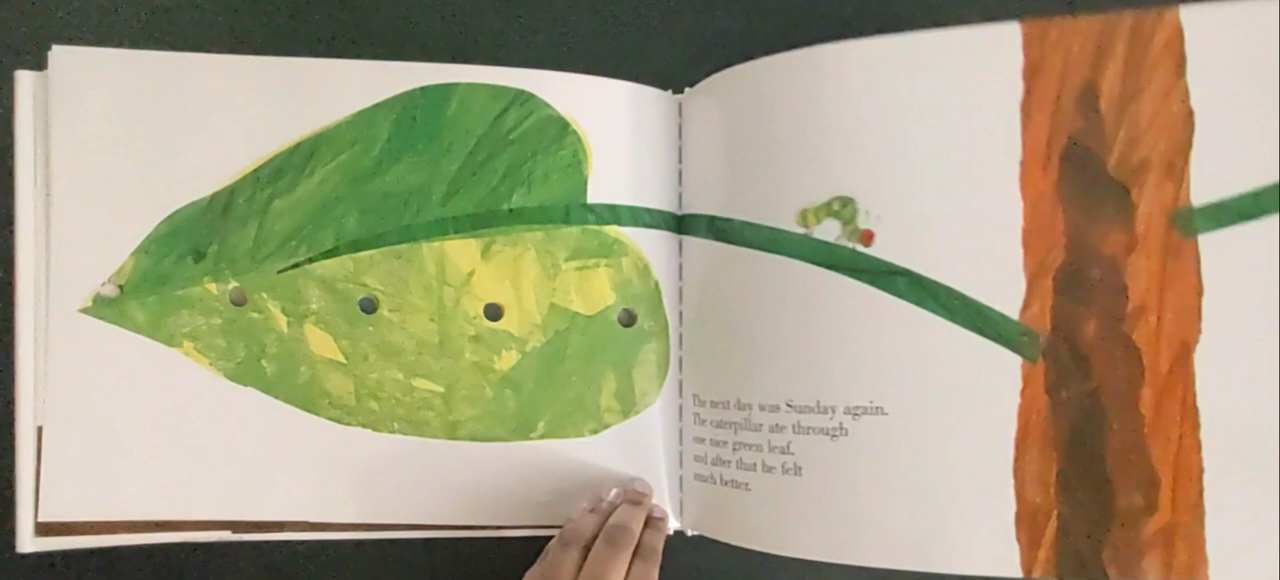 The next day was Sunday again.
The caterpillar ate through
one nice green leaf,
and after that he felt
much better.